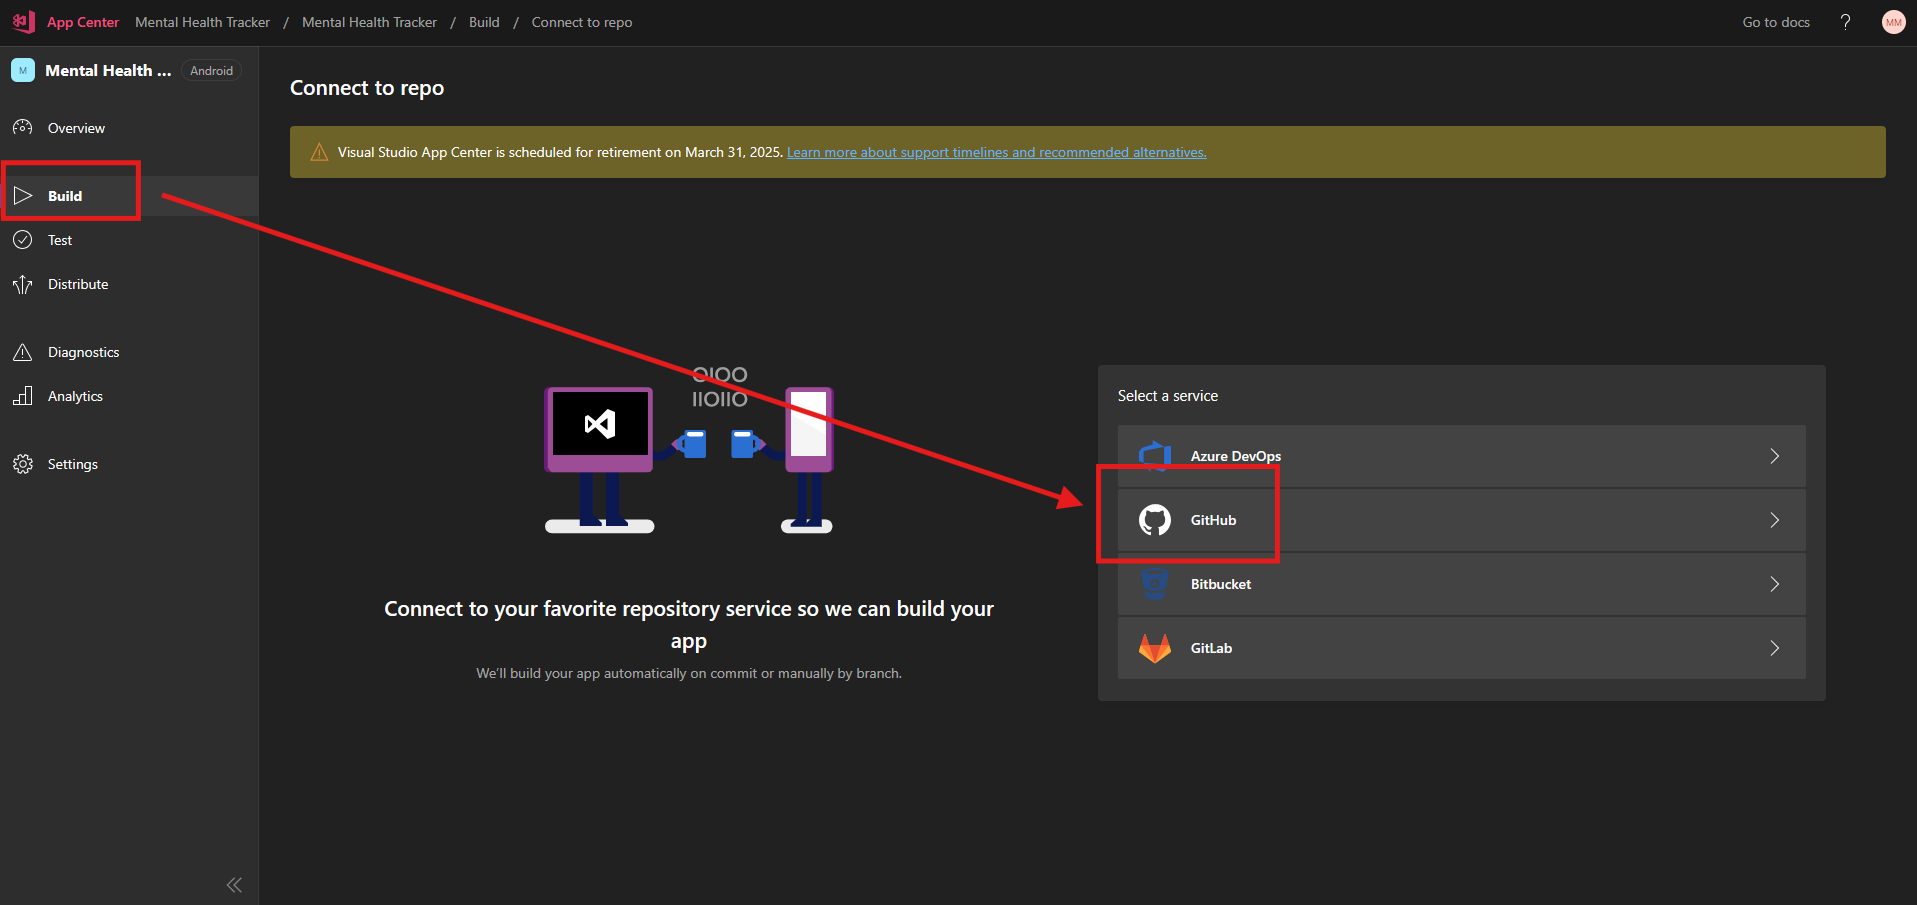 App Center Mental Health Tracker / Mental Health Tracker / Build / Connect to repo Go to docs ? MM
M Mental Health ... Android
Overview
Build
Test
Distribute
Diagnostics
Analytics
Settings
Connect to repo
Visual Studio App Center is scheduled for retirement on March 31, 2025. Learn more about support timelines and recommended alternatives.
OIOO
IIOIIO
Connect to your favorite repository service so we can build your
app
We'll build your app automatically on commit or manually by branch.
Select a service
Azure DevOps
GitHub
Bitbucket
GitLab